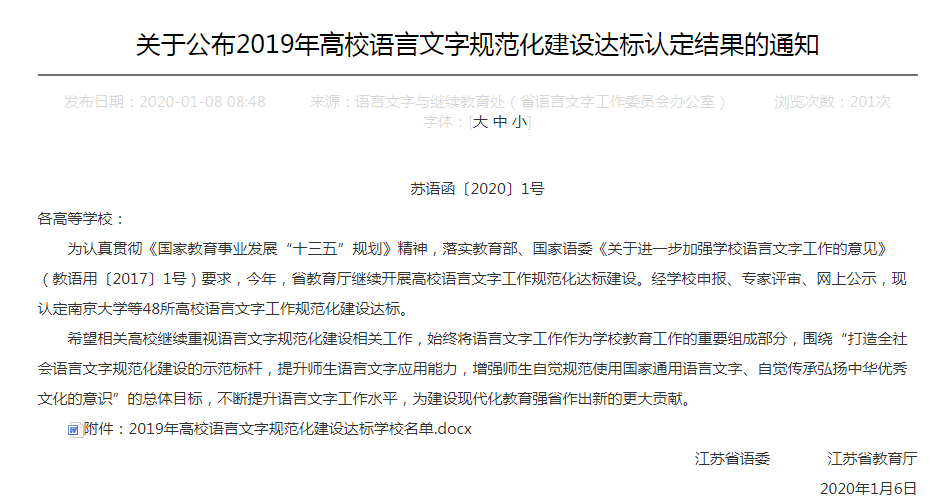 关于公布2019年高校语言文字规范化建设达标认定结果的通知
发布日期：2020-01-08 08:48 来源：语言文字与继续教育处（省语言文字工作委员会办公室） 浏览次数：201次
字体：[大 中 小]
苏语函〔2020〕1号
各高等学校：
为认真贯彻《国家教育事业发展“十三五”规划》精神，落实教育部、国家语委《关于进一步加强学校语言文字工作的意见》
（教语用〔2017〕1号）要求，今年，省教育厅继续开展高校语言文字工作规范化达标建设。经学校申报、专家评审、网上公示，现
认定南京大学等48所高校语言文字工作规范化建设达标。
希望相关高校继续重视语言文字规范化建设相关工作，始终将语言文字工作作为学校教育工作的重要组成部分，围绕“打造全社
会语言文字规范化建设的示范标杆，提升师生语言文字应用能力，增强师生自觉规范使用国家通用语言文字、自觉传承弘扬中华优秀
文化的意识”的总体目标，不断提升语言文字工作水平，为建设现代化教育强省作出新的更大贡献。
附件：2019年高校语言文字规范化建设达标学校名单.docx
江苏省语委 江苏省教育厅
2020年1月6日